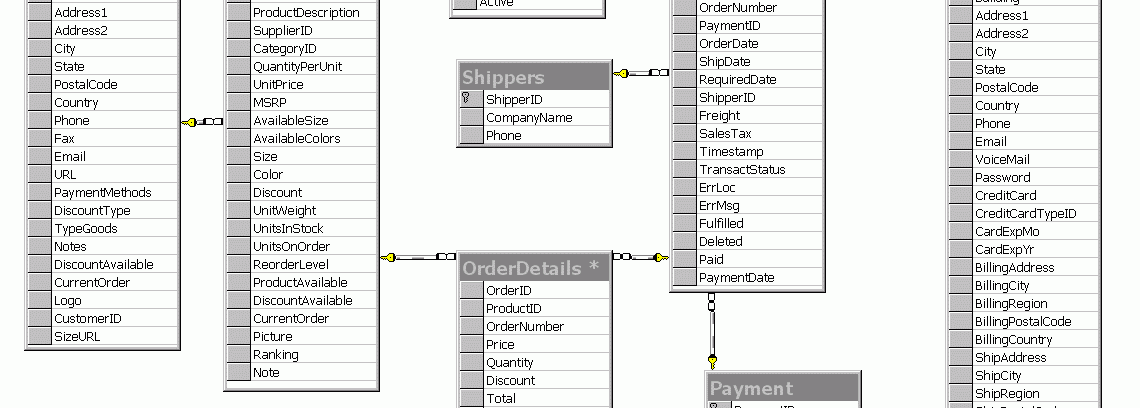 Address1
Address2
City
State
PostalCode
Country
Phone
Fax
Email
URL
PaymentMethods
DiscountType
TypeGoods
Notes
DiscountAvailable
CurrentOrder
Logo
CustomerID
SizeURL
ProductDescription
SupplierID
CategoryID
QuantityPerUnit
UnitPrice
MSRP
AvailableSize
AvailableColors
Size
Color
Discount
UnitWeight
UnitsInStock
UnitsOnOrder
ReorderLevel
ProductAvailable
DiscountAvailable
CurrentOrder
Picture
Ranking
Note
Active
Shippers
ShipperID
CompanyName
Phone
OrderDetails *
OrderID
ProductID
OrderNumber
Price
Quantity
Discount
Total
OrderNumber
PaymentID
OrderDate
ShipDate
RequiredDate
ShipperID
Freight
SalesTax
Timestamp
TransactStatus
ErrLoc
ErrMsg
Fulfilled
Deleted
Paid
PaymentDate
Payment
Building
Address1
Address2
City
State
PostalCode
Country
Phone
Email
VoiceMail
Password
CreditCard
CreditCardTypeID
CardExpMo
CardExpYr
BillingAddress
BillingCity
BillingRegion
BillingPostalCode
BillingCountry
ShipAddress
ShipCity
ShipRegion